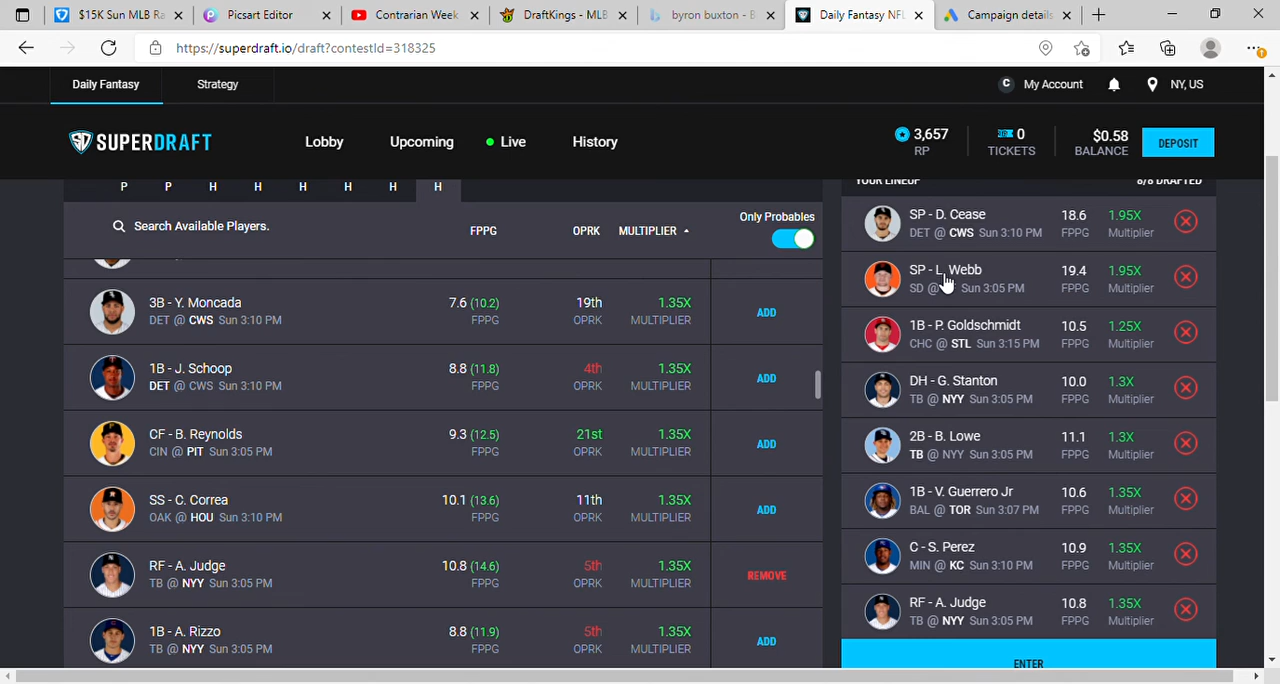 $15K Sun MLB Ra
Picsart Editor
Contrarian Week
DraftKings - MLB
byron buxton - B
Daily Fantasy NFL
Campaign details
https://superdraft.io/draft?contestId=318325
Daily Fantasy
Strategy
C
My Account
NY, US
SUPERDRAFT
Lobby
Upcoming
Live
History
3,657
RP
0
TICKETS
$0.58
BALANCE
DEPOSIT
P P H H H H H H
Search Available Players.
FPPG
OPRK
MULTIPLIER
Only Probables
3B - Y. Moncada 7.6 (10.2) 19th 1.35X
DET @ CWS Sun 3:10 PM FPPG OPRK MULTIPLIER
ADD
1B - J. Schoop 8.8 (11.8) 4th 1.35X
DET @ CWS Sun 3:10 PM FPPG OPRK MULTIPLIER
ADD
CF - B. Reynolds 9.3 (12.5) 21st 1.35X
CIN @ PIT Sun 3:05 PM FPPG OPRK MULTIPLIER
ADD
SS - C. Correa 10.1 (13.6) 11th 1.35X
OAK @ HOU Sun 3:10 PM FPPG OPRK MULTIPLIER
ADD
RF - A. Judge 10.8 (14.6) 5th 1.35X
TB @ NYY Sun 3:05 PM FPPG OPRK MULTIPLIER
REMOVE
1B - A. Rizzo 8.8 (11.9) 5th 1.35X
TB @ NYY Sun 3:05 PM FPPG OPRK MULTIPLIER
ADD
YOUR LINEUP 8/8 DRAFTED
SP - D. Cease 18.6 1.95X
DET @ CWS Sun 3:10 PM FPPG Multiplier
SP - L. Webb 19.4 1.95X
SD @ Sun 3:05 PM FPPG Multiplier
1B - P. Goldschmidt 10.5 1.25X
CHC @ STL Sun 3:15 PM FPPG Multiplier
DH - G. Stanton 10.0 1.3X
TB @ NYY Sun 3:05 PM FPPG Multiplier
2B - B. Lowe 11.1 1.3X
TB @ NYY Sun 3:05 PM FPPG Multiplier
1B - V. Guerrero Jr 10.6 1.35X
BAL @ TOR Sun 3:07 PM FPPG Multiplier
C - S. Perez 10.9 1.35X
MIN @ KC Sun 3:10 PM FPPG Multiplier
RF - A. Judge 10.8 1.35X
TB @ NYY Sun 3:05 PM FPPG Multiplier
ENTER